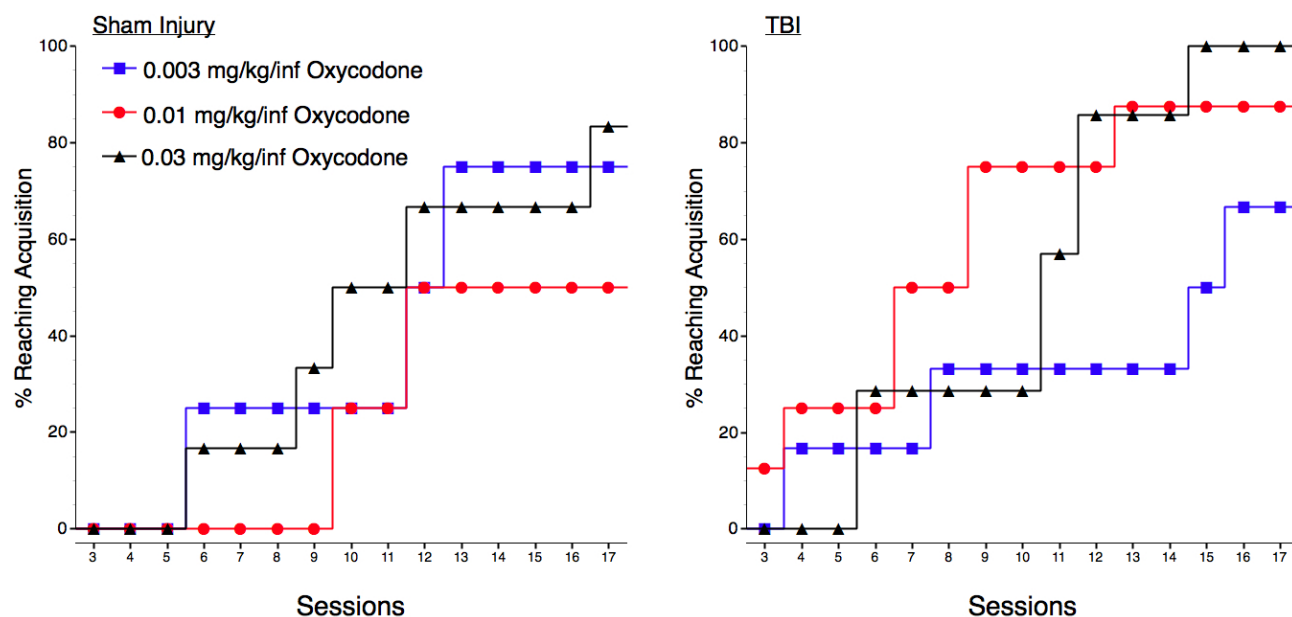 Sham Injury
100
80
60
40
20
0
% Reaching Acquisition
0.003 mg/kg/inf Oxycodone
0.01 mg/kg/inf Oxycodone
0.03 mg/kg/inf Oxycodone
3 4 5 6 7 8 9 10 11 12 13 14 15 16 17
Sessions
TBI
100
80
60
40
20
0
% Reaching Acquisition
3 4 5 6 7 8 9 10 11 12 13 14 15 16 17
Sessions